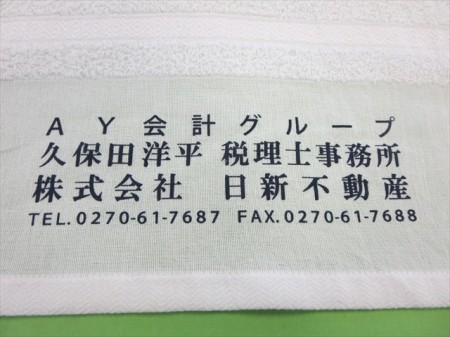 AY会計グループ
久保田洋平 税理士事務所
株式会社 日新不動産
TEL.0270-61-7687 FAX.0270-61-7688